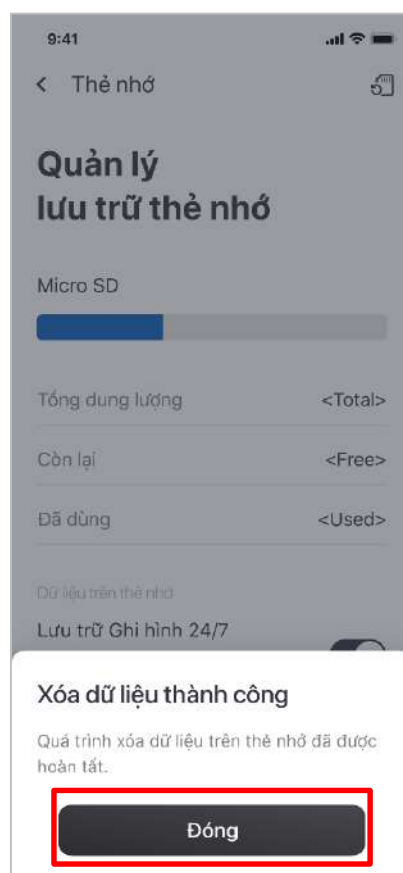 9:41
Thẻ nhớ
Quản lý
lưu trữ thẻ nhớ
Micro SD
Tổng dung lượng <Total>
Còn lại <Free>
Đã dùng <Used>
Dữ liệu trên thẻ nhớ
Lưu trữ Ghi hình 24/7
Xóa dữ liệu thành công
Quá trình xóa dữ liệu trên thẻ nhớ đã được
hoàn tất.
Đóng